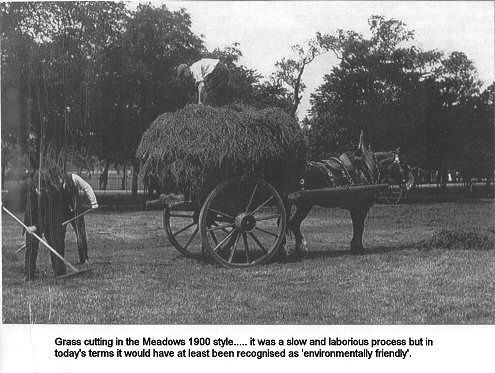 Grass cutting in the Meadows 1900 style..... it was a slow and laborious process but in
today's terms it would have at least been recognised as 'environmentally friendly'.